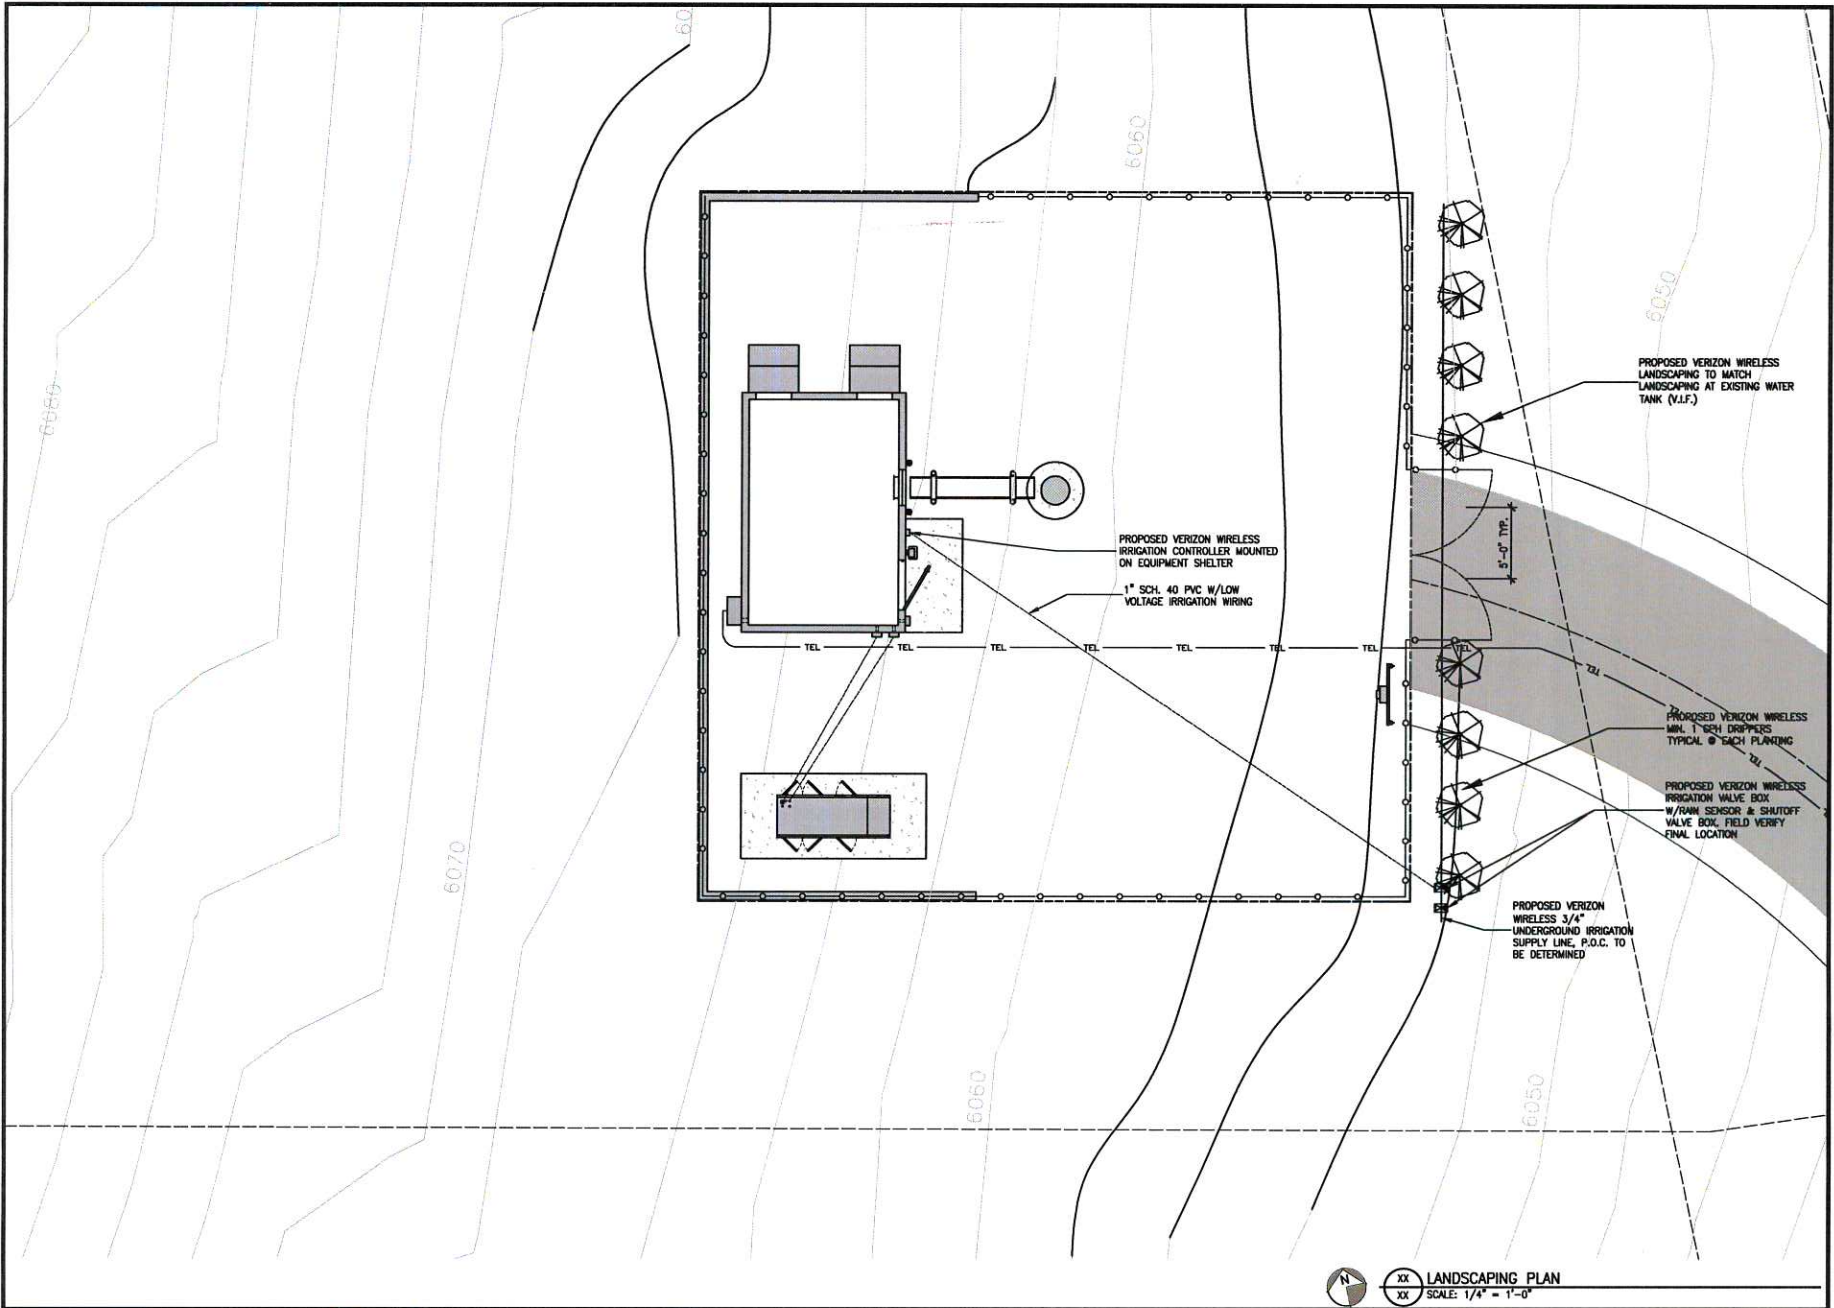 60
6060
6050
6080
PROPOSED VERIZON WIRELESS
LANDSCAPING TO MATCH
LANDSCAPING AT EXISTING WATER
TANK (V.I.F.)
PROPOSED VERIZON WIRELESS
IRRIGATION CONTROLLER MOUNTED
ON EQUIPMENT SHELTER
5'-0" TYP.
1" SCH. 40 PVC W/LOW
VOLTAGE IRRIGATION WIRING
TEL TEL TEL TEL TEL TEL TEL TEL
TEL
TEL
TEL
PROPOSED VERIZON WIRELESS
MIN. 1 GPH DRIPPERS
TYPICAL @ EACH PLANTING
PROPOSED VERIZON WIRELESS
IRRIGATION VALVE BOX
W/RAIN SENSOR & SHUTOFF
VALVE BOX, FIELD VERIFY
FINAL LOCATION
6070
PROPOSED VERIZON
WIRELESS 3/4"
UNDERGROUND IRRIGATION
SUPPLY LINE, P.O.C. TO
BE DETERMINED
6060
6050
N
XX
XX
LANDSCAPING PLAN
SCALE: 1/4" = 1'-0"